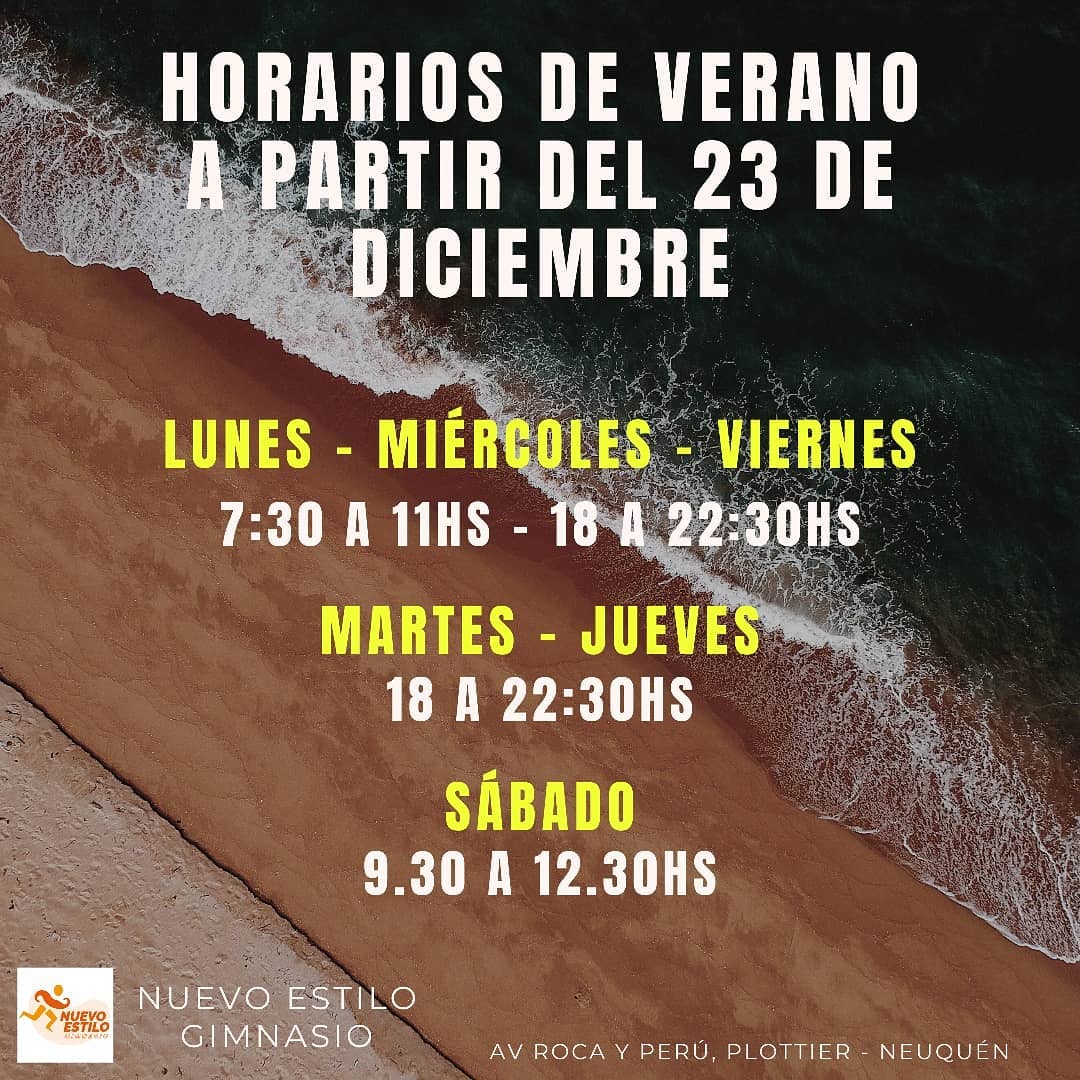 HORARIOS DE VERANO
A PARTIR DEL 23 DE
DICIEMBRE
LUNES - MIÉRCOLES - VIERNES
7:30 A 11HS - 18 A 22:30HS
MARTES - JUEVES
18 A 22:30HS
SÁBADO
9.30 A 12.30HS
NUEVO
ESTILO
GIMNASIO
NUEVO ESTILO
GIMNASIO
AV ROCA Y PERÚ, PLOTTIER - NEUQUÉN